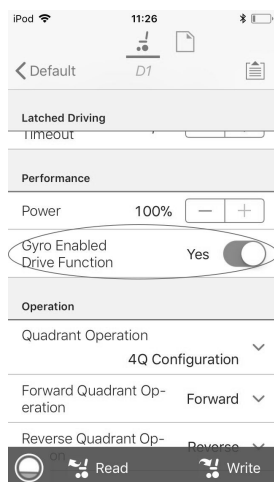 iPod 11:26
Default D1
Latched Driving
Timeout
Performance
Power 100% − +
Gyro Enabled
Drive Function Yes
Operation
Quadrant Operation
4Q Configuration
Forward Quadrant Op-
eration Forward
Reverse Quadrant Op-
on Reverse
Read Write